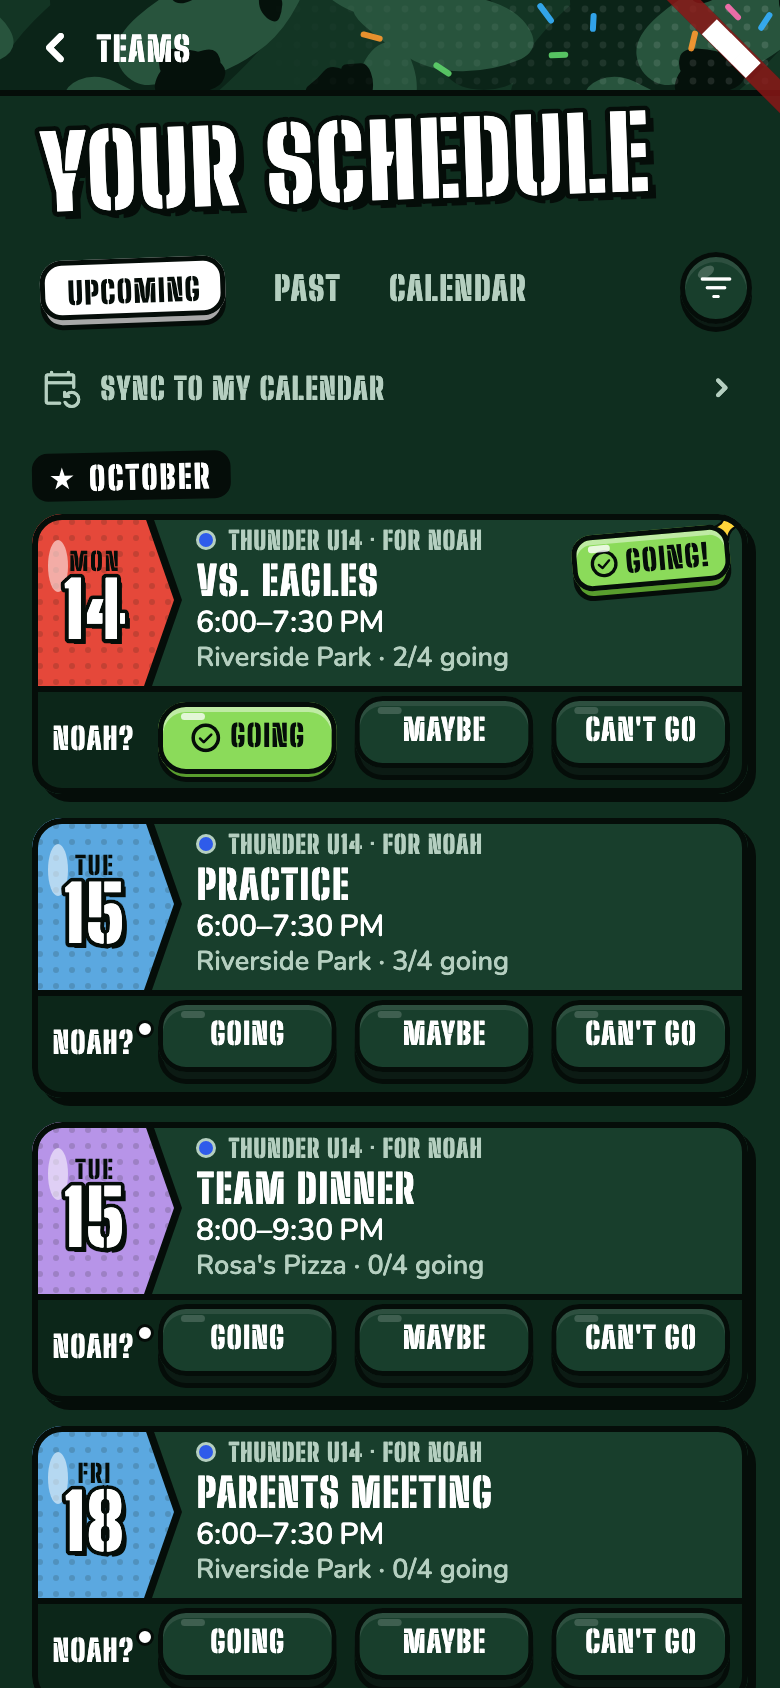 TEAMS
YOUR SCHEDULE
UPCOMING PAST CALENDAR
SYNC TO MY CALENDAR
★ OCTOBER
MON
14
THUNDER U14 · FOR NOAH
VS. EAGLES
6:00–7:30 PM
Riverside Park · 2/4 going
GOING!
NOAH? GOING MAYBE CAN'T GO
TUE
15
THUNDER U14 · FOR NOAH
PRACTICE
6:00–7:30 PM
Riverside Park · 3/4 going
NOAH? GOING MAYBE CAN'T GO
TUE
15
THUNDER U14 · FOR NOAH
TEAM DINNER
8:00–9:30 PM
Rosa's Pizza · 0/4 going
NOAH? GOING MAYBE CAN'T GO
FRI
18
THUNDER U14 · FOR NOAH
PARENTS MEETING
6:00–7:30 PM
Riverside Park · 0/4 going
NOAH? GOING MAYBE CAN'T GO